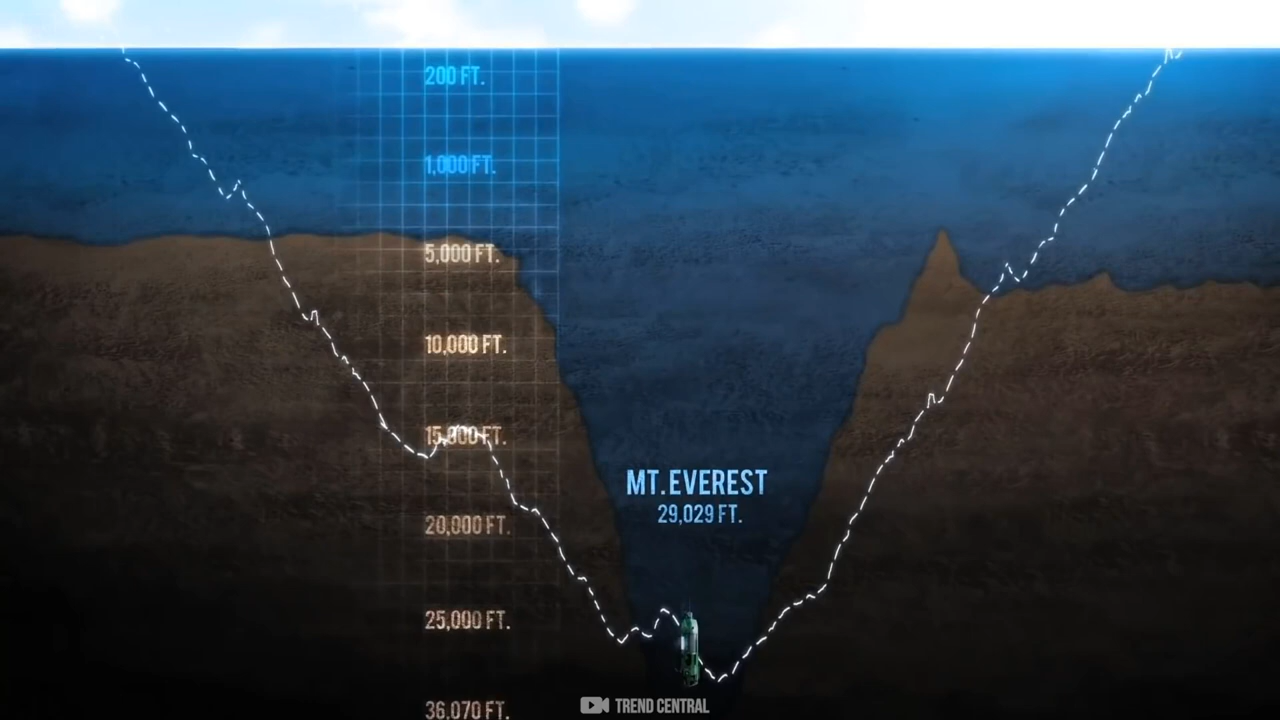 200 FT.
1,000 FT.
5,000 FT.
10,000 FT.
15,000 FT.
MT. EVEREST
29,029 FT.
20,000 FT.
25,000 FT.
36,070 FT.
TREND CENTRAL